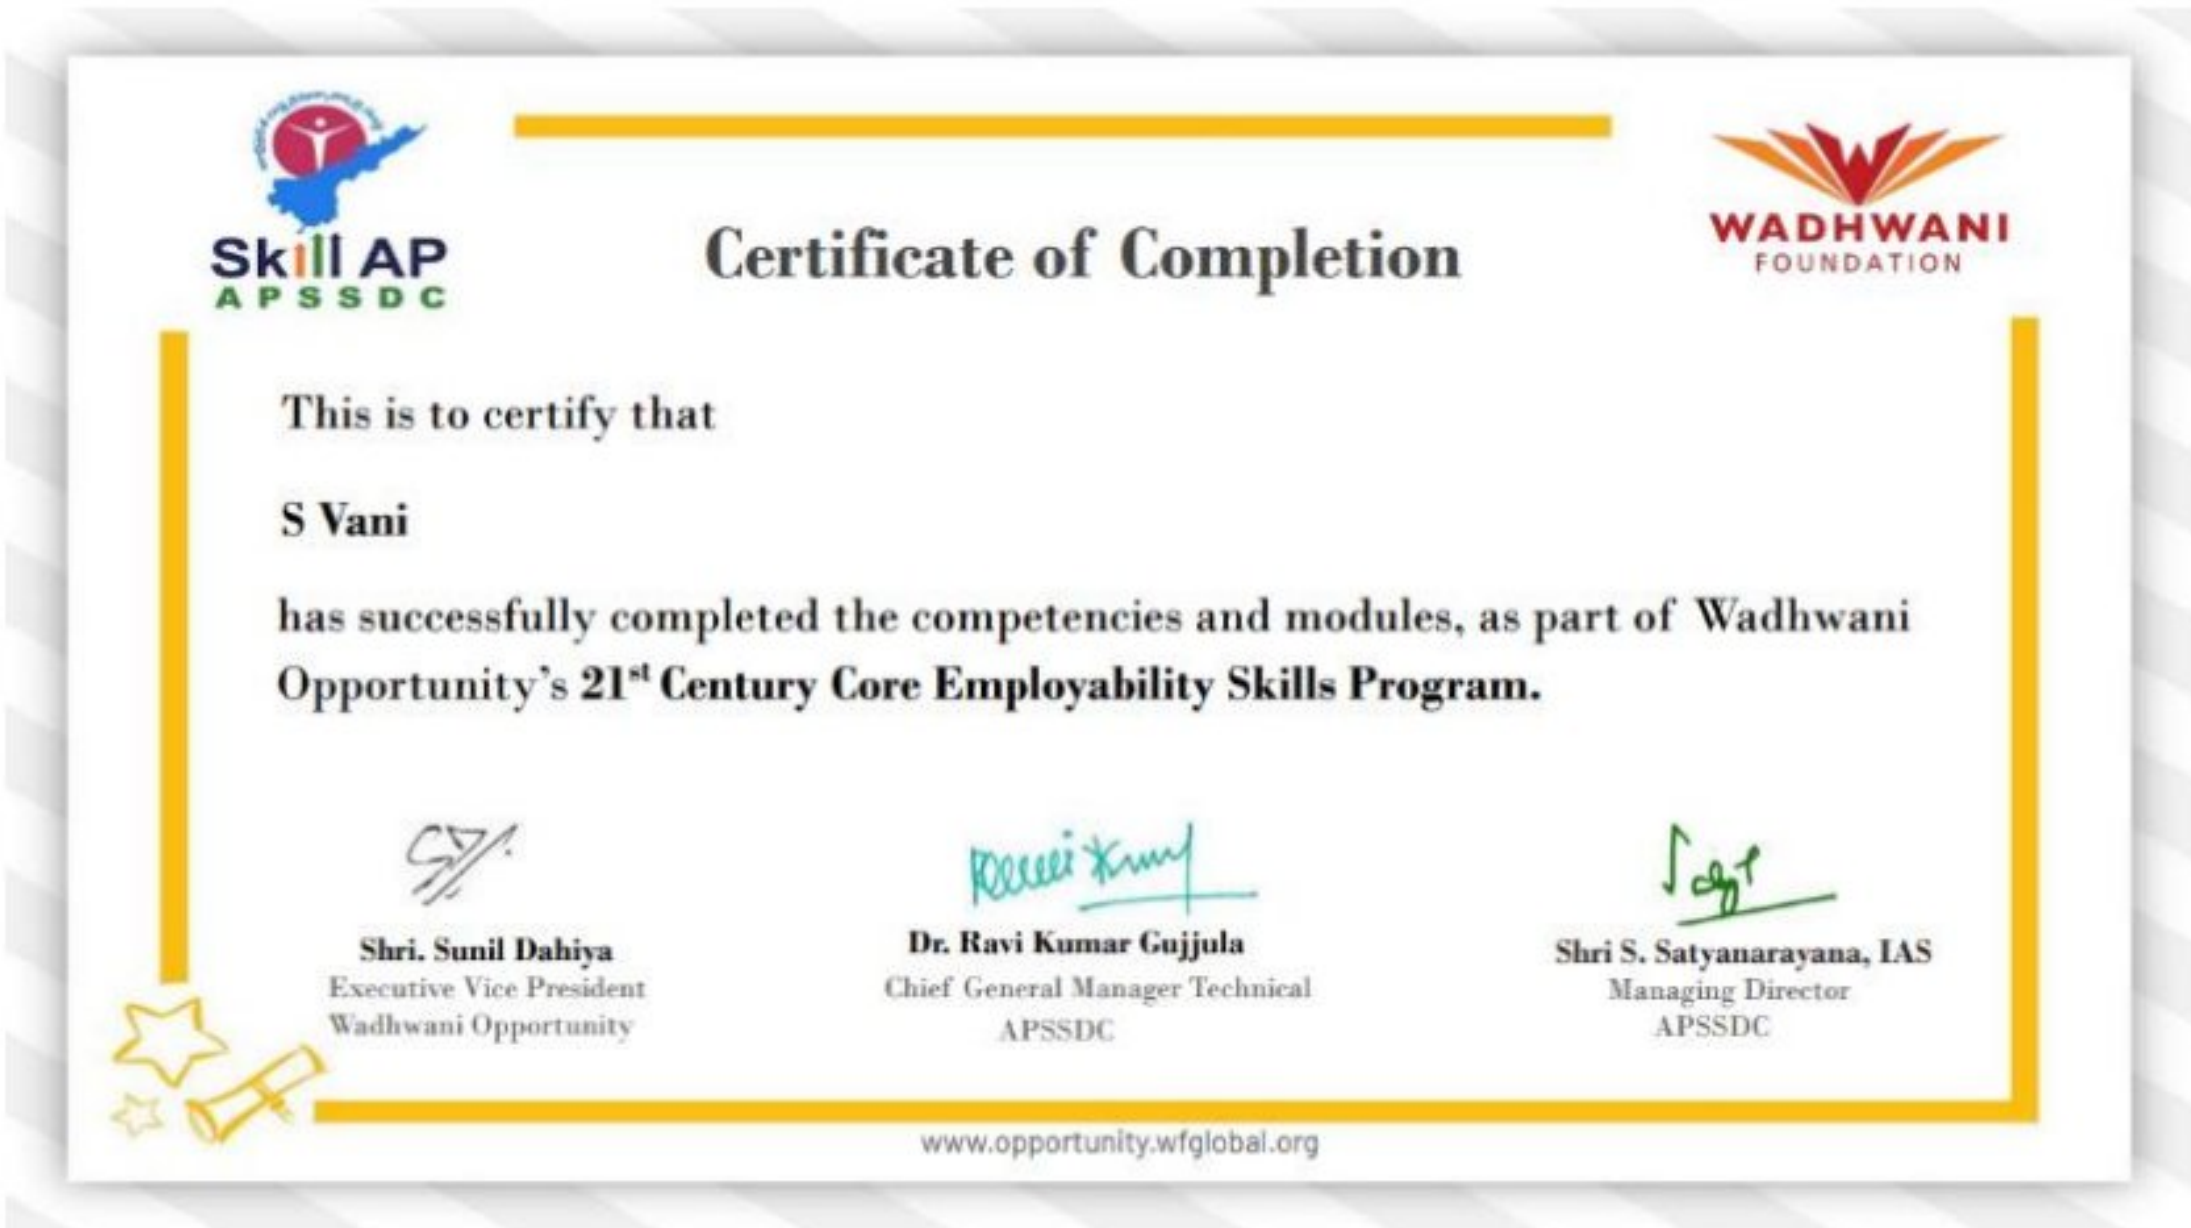 Skill AP
APSSDC
WADHWANI
FOUNDATION
Certificate of Completion
This is to certify that
S Vani
has successfully completed the competencies and modules, as part of Wadhwani
Opportunity's 21st Century Core Employability Skills Program.
Shri. Sunil Dahiya
Executive Vice President
Wadhwani Opportunity
Dr. Ravi Kumar Gujjula
Chief General Manager Technical
APSSDC
Shri S. Satyanarayana, IAS
Managing Director
APSSDC
www.opportunity.wfglobal.org